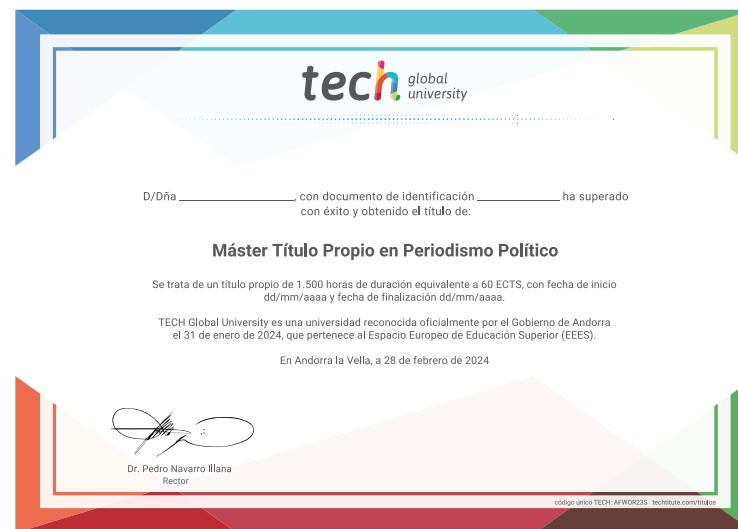 tech global
university
D/Dña ____________, con documento de identificación ____________ ha superado
con éxito y obtenido el título de:
Máster Título Propio en Periodismo Político
Se trata de un título propio de 1.500 horas de duración equivalente a 60 ECTS, con fecha de inicio
dd/mm/aaaa y fecha de finalización dd/mm/aaaa.
TECH Global University es una universidad reconocida oficialmente por el Gobierno de Andorra
el 31 de enero de 2024, que pertenece al Espacio Europeo de Educación Superior (EEES).
En Andorra la Vella, a 28 de febrero de 2024
Dr. Pedro Navarro Illana
Rector
código único TECH: AFWOR23S techtitute.com/titulos